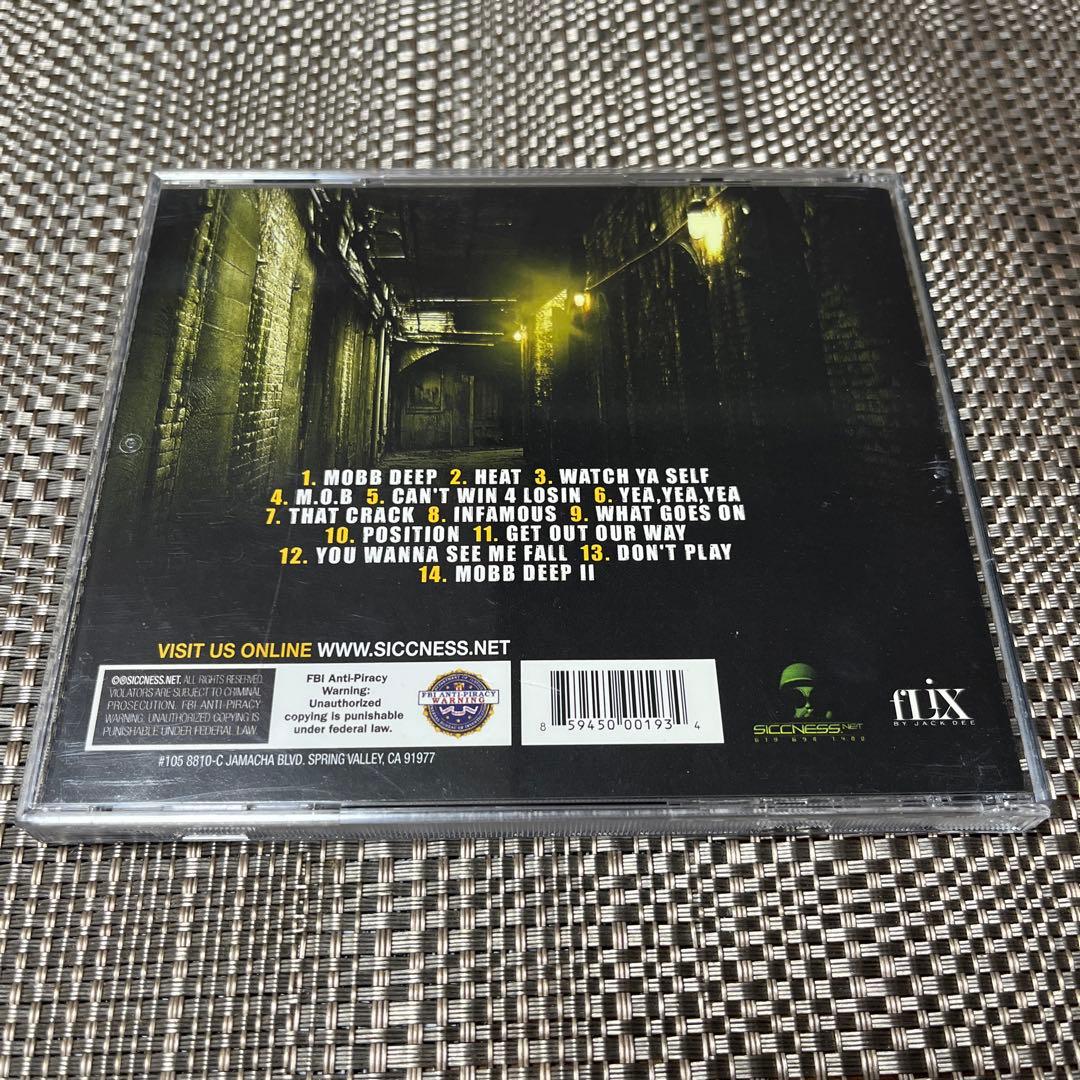 1. MOBB DEEP 2. HEAT 3. WATCH YA SELF
4. M.O.B 5. CAN'T WIN 4 LOSIN 6. YEA,YEA,YEA
7. THAT CRACK 8. INFAMOUS 9. WHAT GOES ON
10. POSITION 11. GET OUT OUR WAY
12. YOU WANNA SEE ME FALL 13. DON'T PLAY
14. MOBB DEEP II
VISIT US ONLINE WWW.SICCNESS.NET
©℗SICCNESS.NET. ALL RIGHTS RESERVED.
VIOLATORS ARE SUBJECT TO CRIMINAL
PROSECUTION. FBI ANTI-PIRACY
WARNING. UNAUTHORIZED COPYING IS
PUNISHABLE UNDER FEDERAL LAW.
FBI Anti-Piracy
Warning:
Unauthorized
copying is punishable
under federal law.
FBI ANTI-PIRACY
WARNING
8 59450 00193 4
SICCNESS.NET
619 698 1400
fLix
BY JACK DEE
#105 8810-C JAMACHA BLVD. SPRING VALLEY, CA 91977